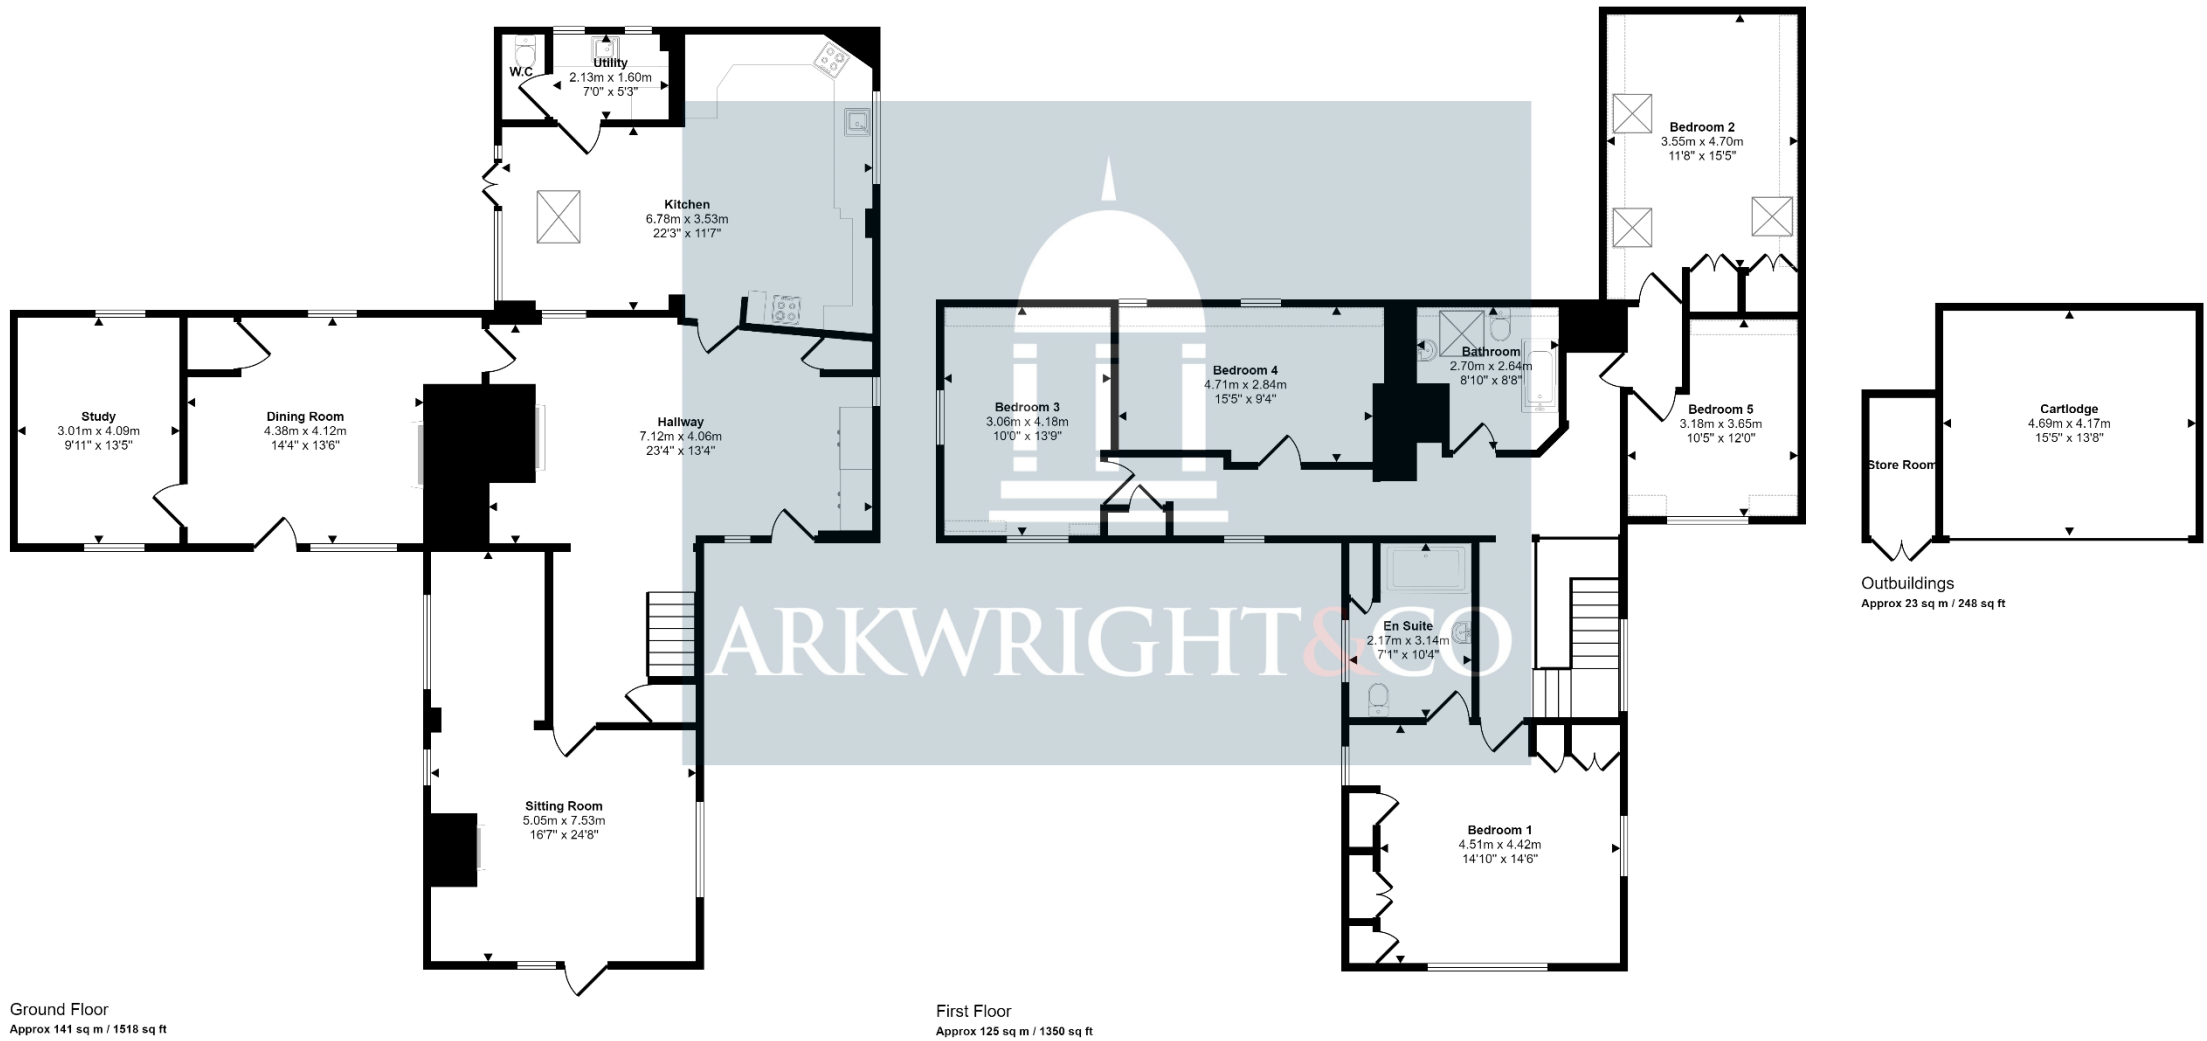 W.C
Utility
2.13m x 1.60m
7'0" x 5'3"
Kitchen
6.78m x 3.53m
22'3" x 11'7"
Study
3.01m x 4.09m
9'11" x 13'5"
Dining Room
4.38m x 4.12m
14'4" x 13'6"
Hallway
7.12m x 4.06m
23'4" x 13'4"
Sitting Room
5.05m x 7.53m
16'7" x 24'8"
Ground Floor
Approx 141 sq m / 1518 sq ft
Bedroom 2
3.55m x 4.70m
11'8" x 15'5"
Bedroom 3
3.06m x 4.18m
10'0" x 13'9"
Bedroom 4
4.71m x 2.84m
15'5" x 9'4"
Bathroom
2.70m x 2.64m
8'10" x 8'8"
Bedroom 5
3.18m x 3.65m
10'5" x 12'0"
En Suite
2.17m x 3.14m
7'1" x 10'4"
Bedroom 1
4.51m x 4.42m
14'10" x 14'6"
First Floor
Approx 125 sq m / 1350 sq ft
Store Room
Cartlodge
4.69m x 4.17m
15'5" x 13'8"
Outbuildings
Approx 23 sq m / 248 sq ft
ARKWRIGHT&CO